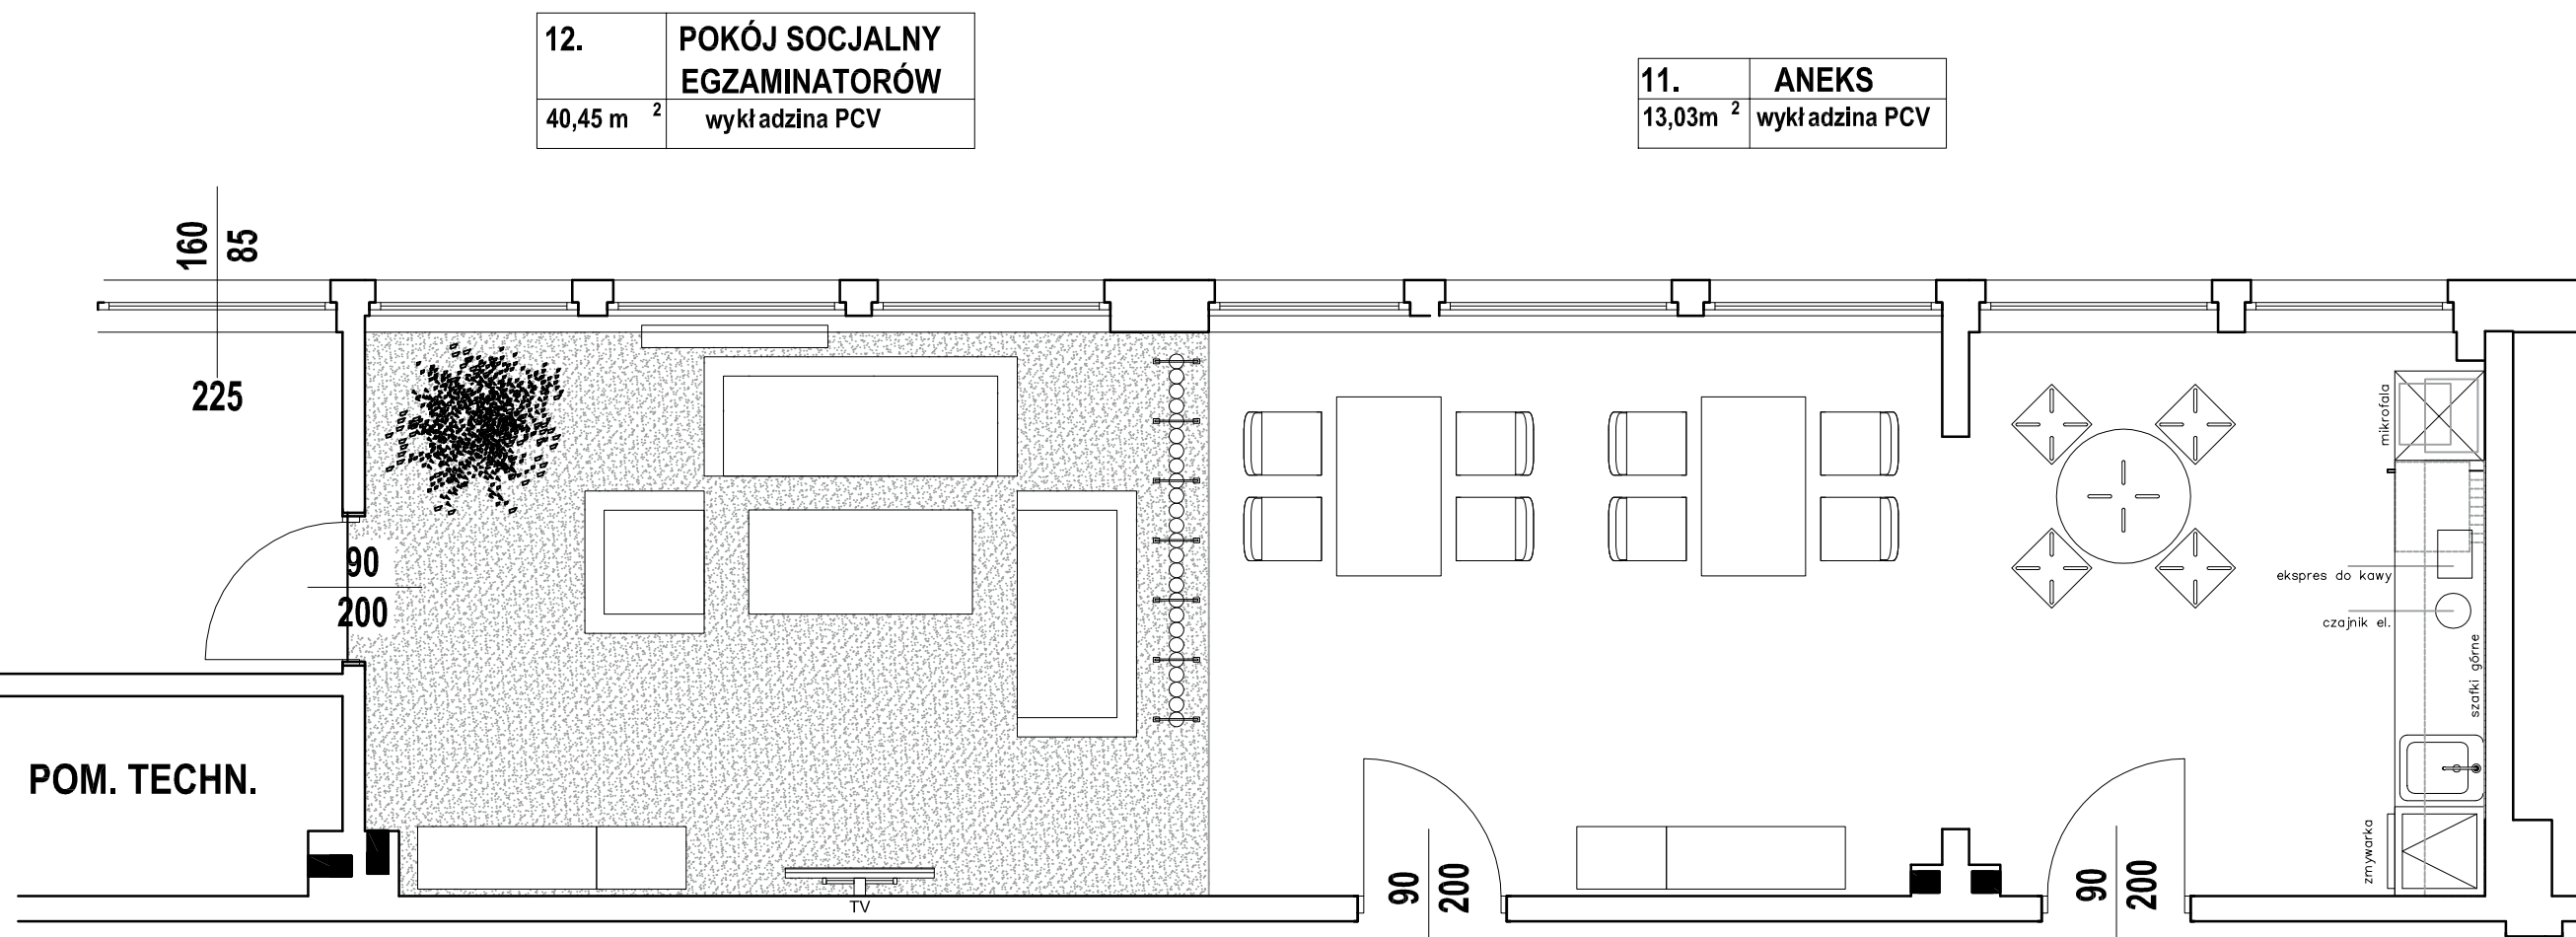 12.
POKÓJ SOCJALNY
EGZAMINATORÓW
40,45 m 2
wykładzina PCV
11.
ANEKS
13,03m 2
wykładzina PCV
160
85
225
90
200
POM. TECHN.
TV
90
200
90
200
mikrofala
ekspres do kawy
czajnik el.
szafki górne
zmywarka